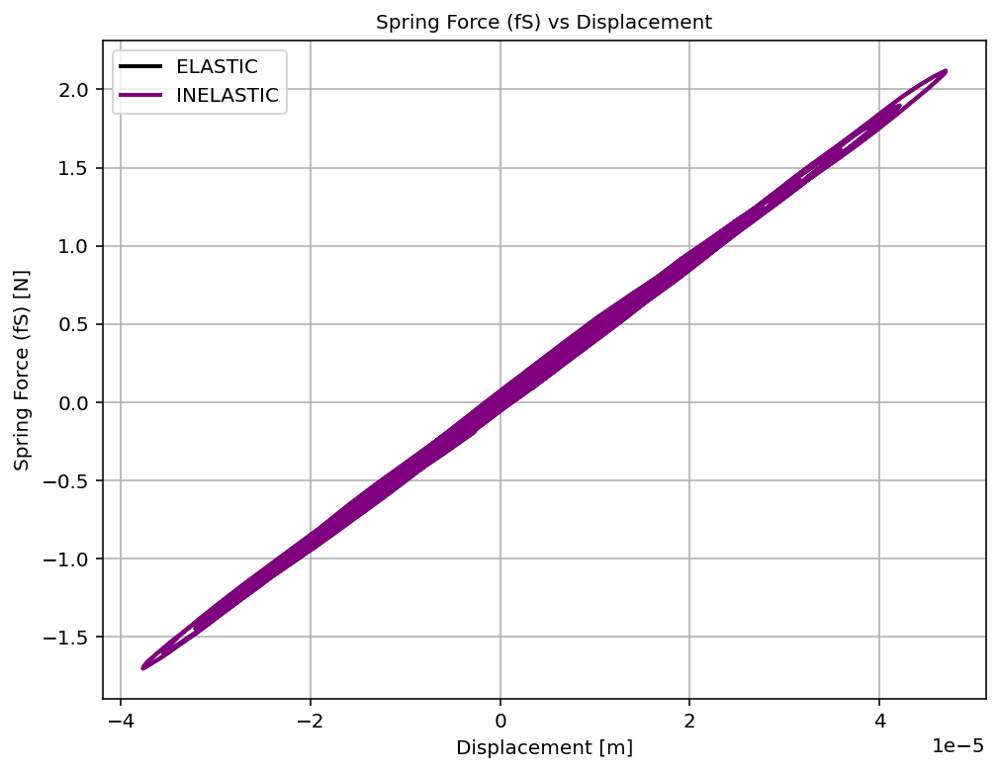 Spring Force (fS) vs Displacement
ELASTIC
INELASTIC
Spring Force (fS) [N]
2.0
1.5
1.0
0.5
0.0
−0.5
−1.0
−1.5
−4
−2
0
2
4
1e−5
Displacement [m]